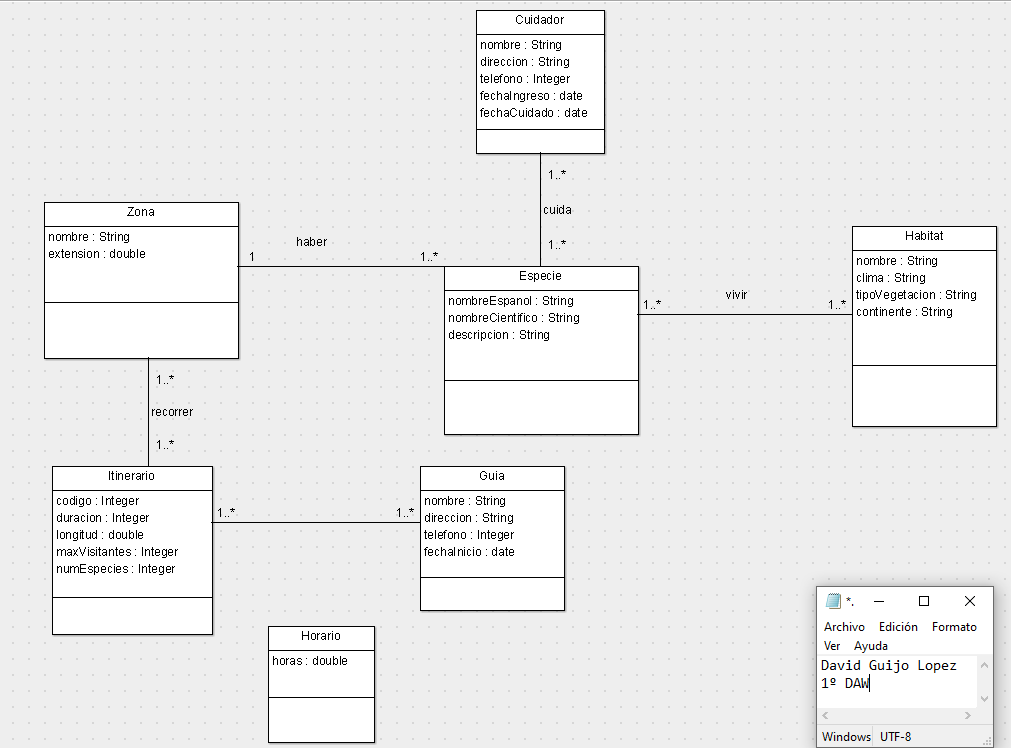 Cuidador
nombre : String
direccion : String
telefono : Integer
fechaIngreso : date
fechaCuidado : date
1..*
cuida
1..*
Zona
nombre : String
extension : double
haber
1
1..*
Especie
nombreEspanol : String
nombreCientifico : String
descripcion : String
vivir
1..*
1..*
Habitat
nombre : String
clima : String
tipoVegetacion : String
continente : String
1..*
recorrer
1..*
Itinerario
codigo : Integer
duracion : Integer
longitud : double
maxVisitantes : Integer
numEspecies : Integer
1..*
1..*
Guia
nombre : String
direccion : String
telefono : Integer
fechaInicio : date
Horario
horas : double
*.
Archivo Edición Formato
Ver Ayuda
David Guijo Lopez
1º DAW
Windows UTF-8